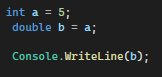 int a = 5;
double b = a;
Console.WriteLine(b);